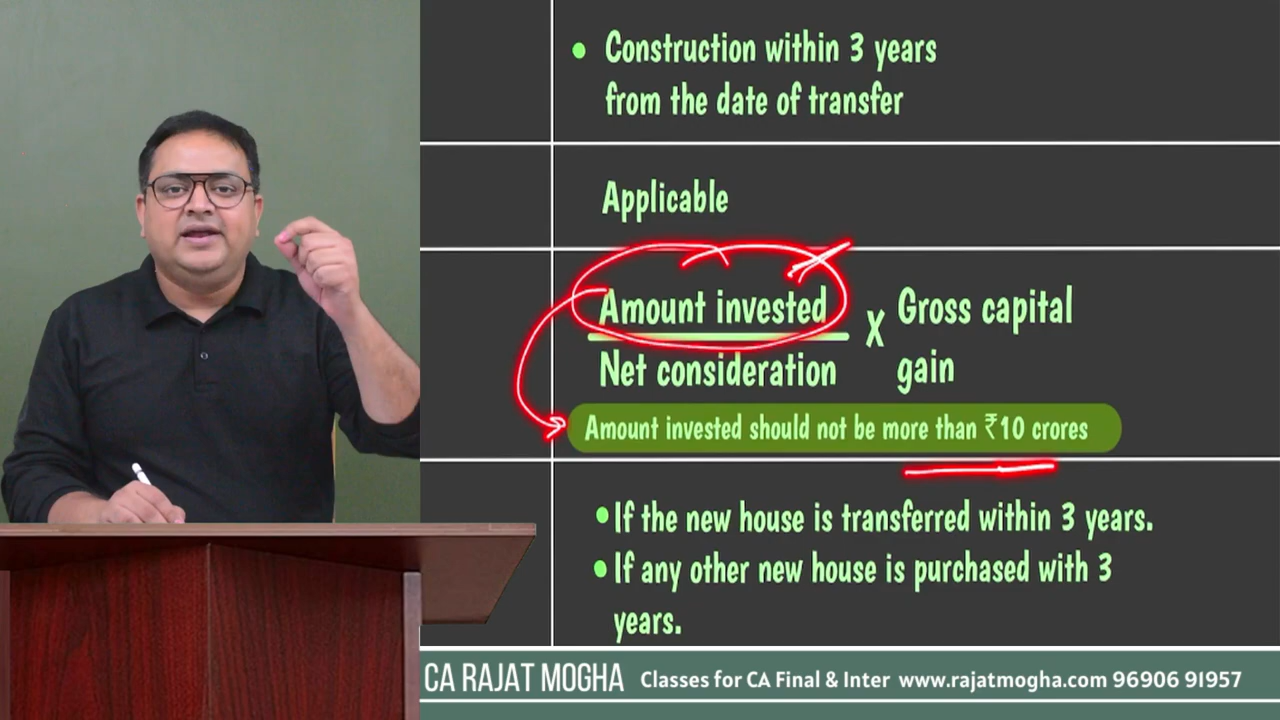 • Construction within 3 years
from the date of transfer
Applicable
Amount invested
Net consideration
X
Gross capital
gain
Amount invested should not be more than ₹10 crores
•If the new house is transferred within 3 years.
•If any other new house is purchased with 3
years.
CA RAJAT MOGHA Classes for CA Final & Inter www.rajatmogha.com 96906 91957